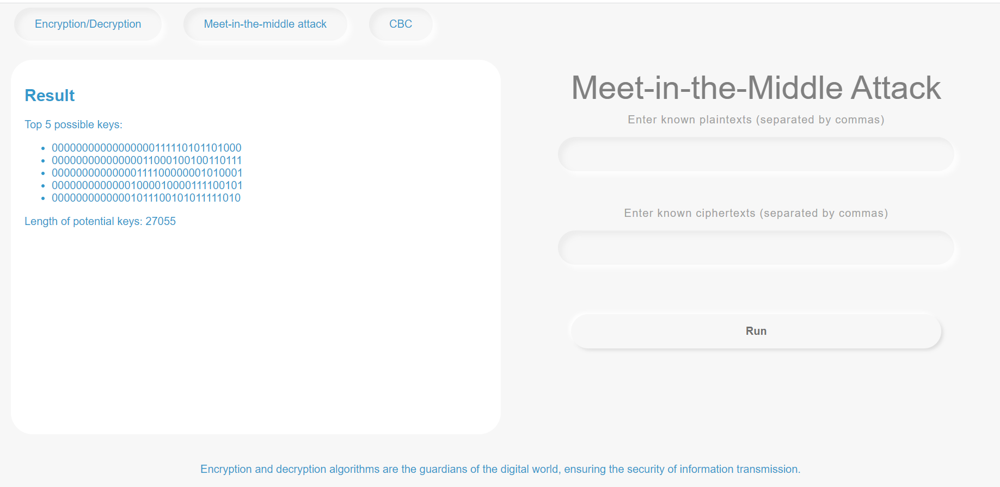 Encryption/Decryption
Meet-in-the-middle attack
CBC
Result
Top 5 possible keys:
00000000000000000111110101101000
00000000000000011000100100110111
00000000000000111100000001010001
00000000000001000010000111100101
00000000000001011100101011111010
Length of potential keys: 27055
Meet-in-the-Middle Attack
Enter known plaintexts (separated by commas)
Enter known ciphertexts (separated by commas)
Run
Encryption and decryption algorithms are the guardians of the digital world, ensuring the security of information transmission.